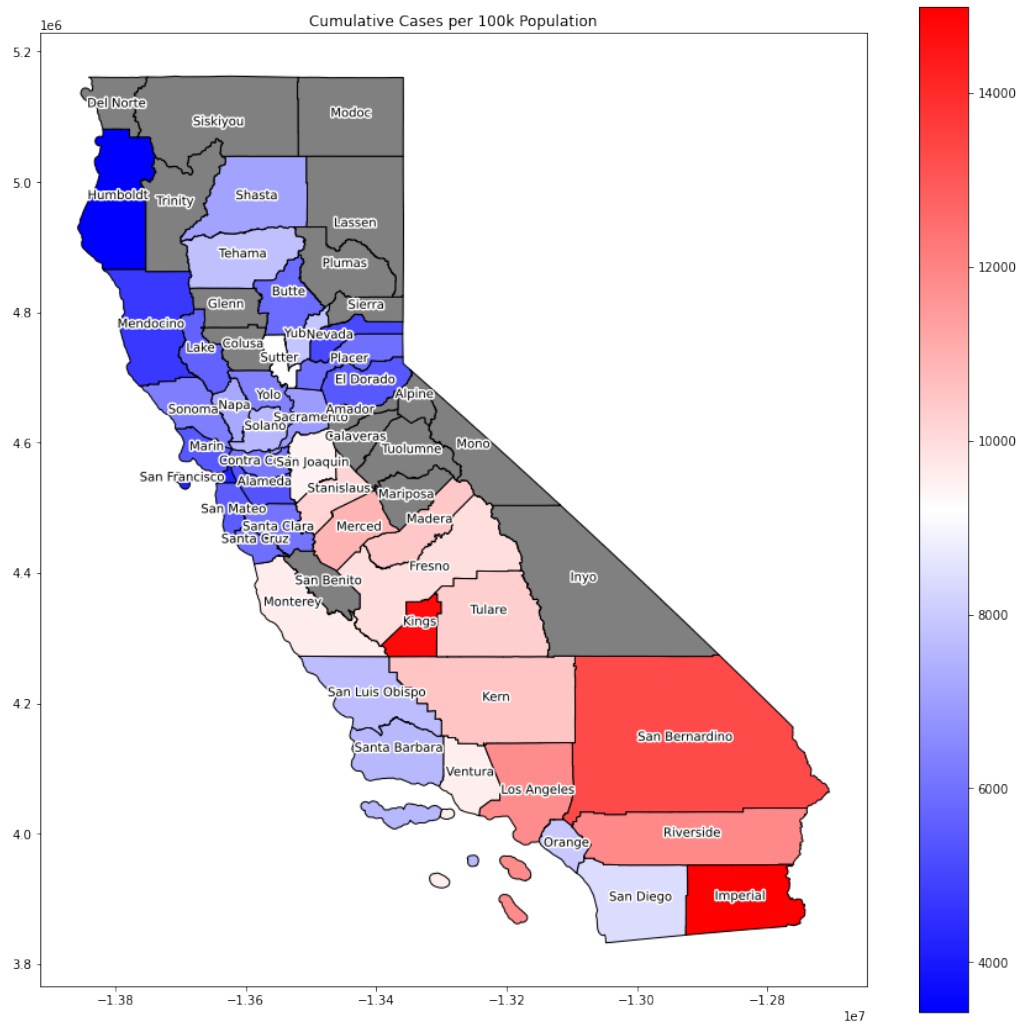 Cumulative Cases per 100k Population
1e6
5.2
5.0
4.8
4.6
4.4
4.2
4.0
3.8
Del Norte
Siskiyou
Modoc
Humboldt
Trinity
Shasta
Lassen
Tehama
Plumas
Butte
Glenn
Sierra
Mendocino
Colusa
Lake
Yub
Nevada
Sutter
Placer
El Dorado
Yolo
Napa
Sonoma
Alpine
Amador
Sacramento
Solano
Calaveras
Mono
Marin
Tuolumne
Contra C
San Joaquin
San Francisco
Alameda
Stanislaus
Mariposa
San Mateo
Santa Clara
Merced
Madera
Santa Cruz
Fresno
San Benito
Inyo
Monterey
Kings
Tulare
San Luis Obispo
Kern
San Bernardino
Santa Barbara
Ventura
Los Angeles
Orange
Riverside
San Diego
Imperial
−1.38
−1.36
−1.34
−1.32
−1.30
−1.28
1e7
14000
12000
10000
8000
6000
4000